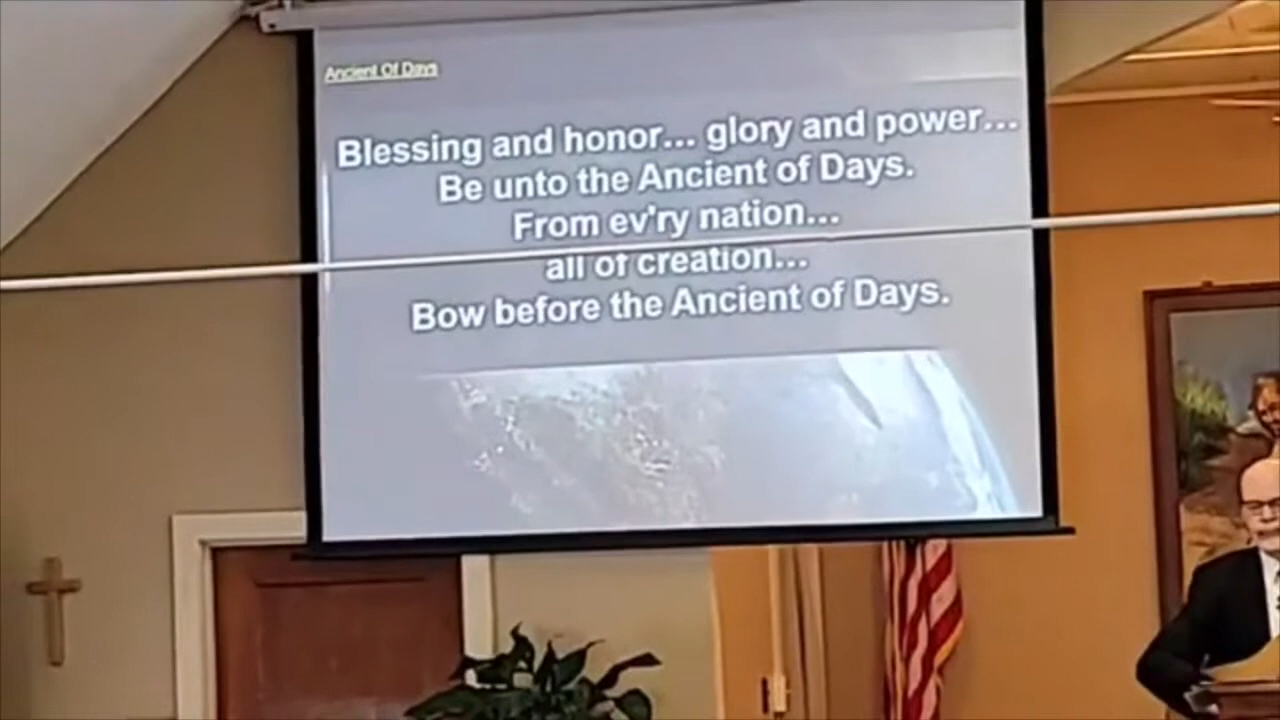 Ancient Of Days
Blessing and honor... glory and power...
Be unto the Ancient of Days.
From ev'ry nation...
all of creation...
Bow before the Ancient of Days.